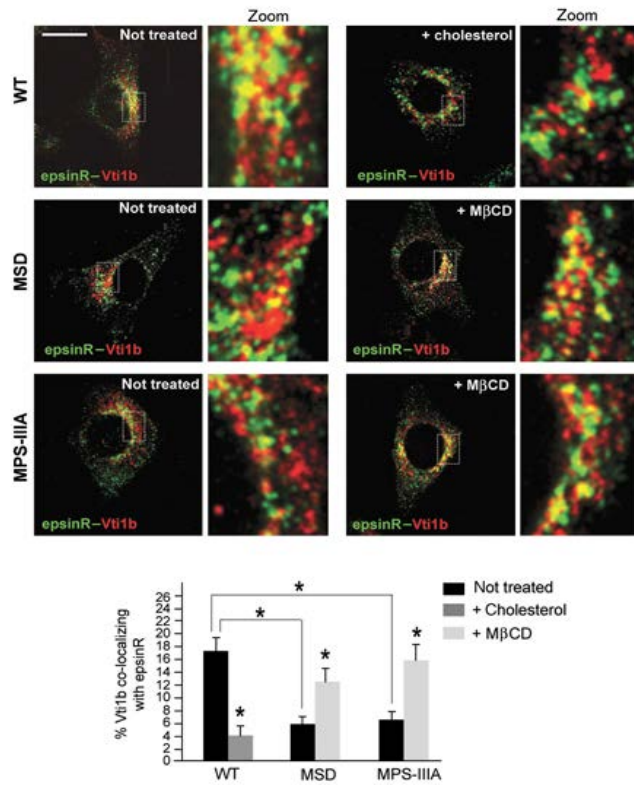 Zoom
Zoom
WT
Not treated
epsinR–Vti1b
+ cholesterol
epsinR–Vti1b
MSD
Not treated
epsinR–Vti1b
+ MβCD
epsinR–Vti1b
MPS-IIIA
Not treated
epsinR–Vti1b
+ MβCD
epsinR–Vti1b
% Vti1b co-localizing
with epsinR
26
24
22
20
18
16
14
12
10
8
6
4
2
0
*
*
*
*
*
WT
MSD
MPS-IIIA
Not treated
+ Cholesterol
+ MβCD